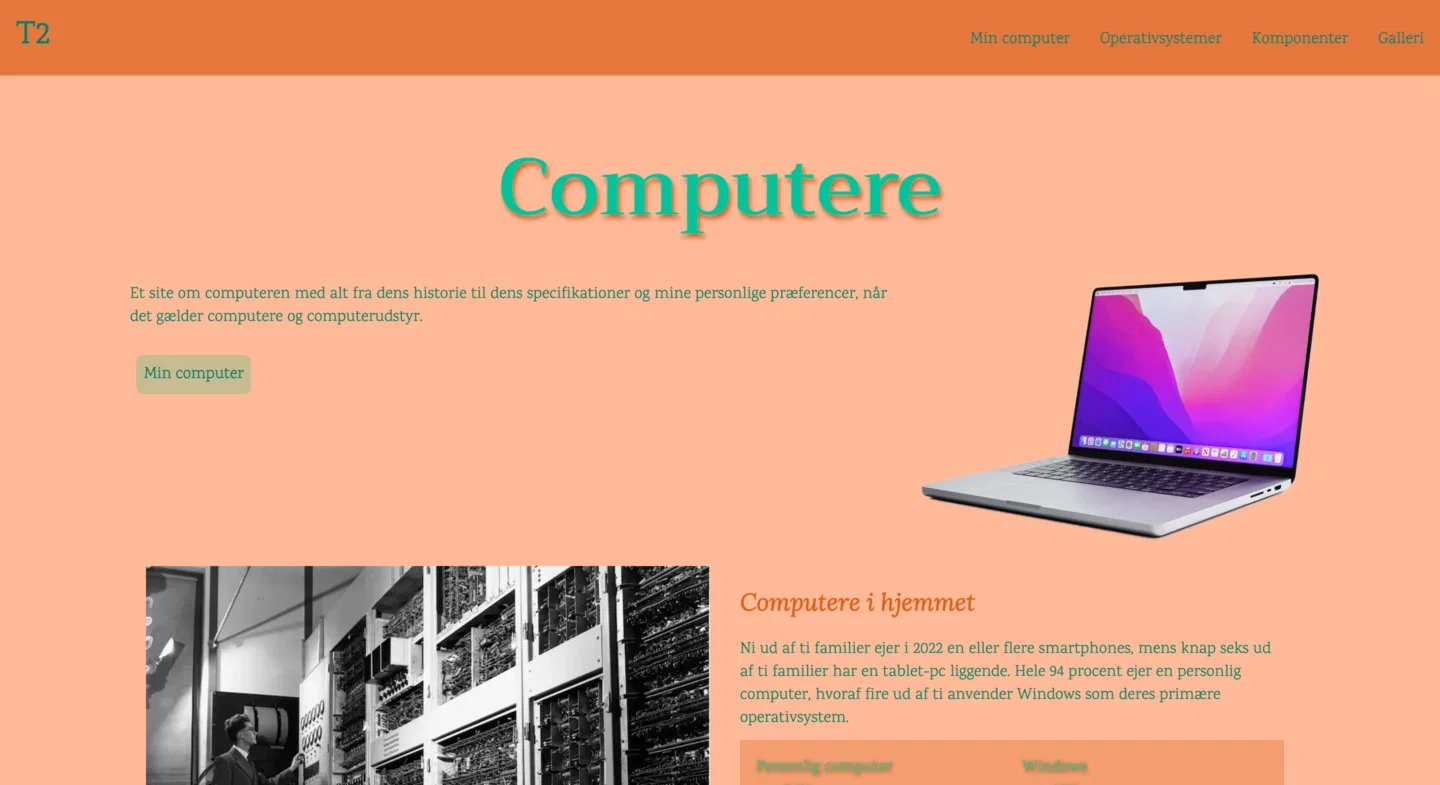 T2
Min computer
Operativsystemer
Komponenter
Galleri
Computere
Et site om computeren med alt fra dens historie til dens specifikationer og mine personlige præferencer, når
det gælder computere og computerudstyr.
Min computer
Computere i hjemmet
Ni ud af ti familier ejer i 2022 en eller flere smartphones, mens knap seks ud
af ti familier har en tablet-pc liggende. Hele 94 procent ejer en personlig
computer, hvoraf fire ud af ti anvender Windows som deres primære
operativsystem.
Personlig computer
Windows